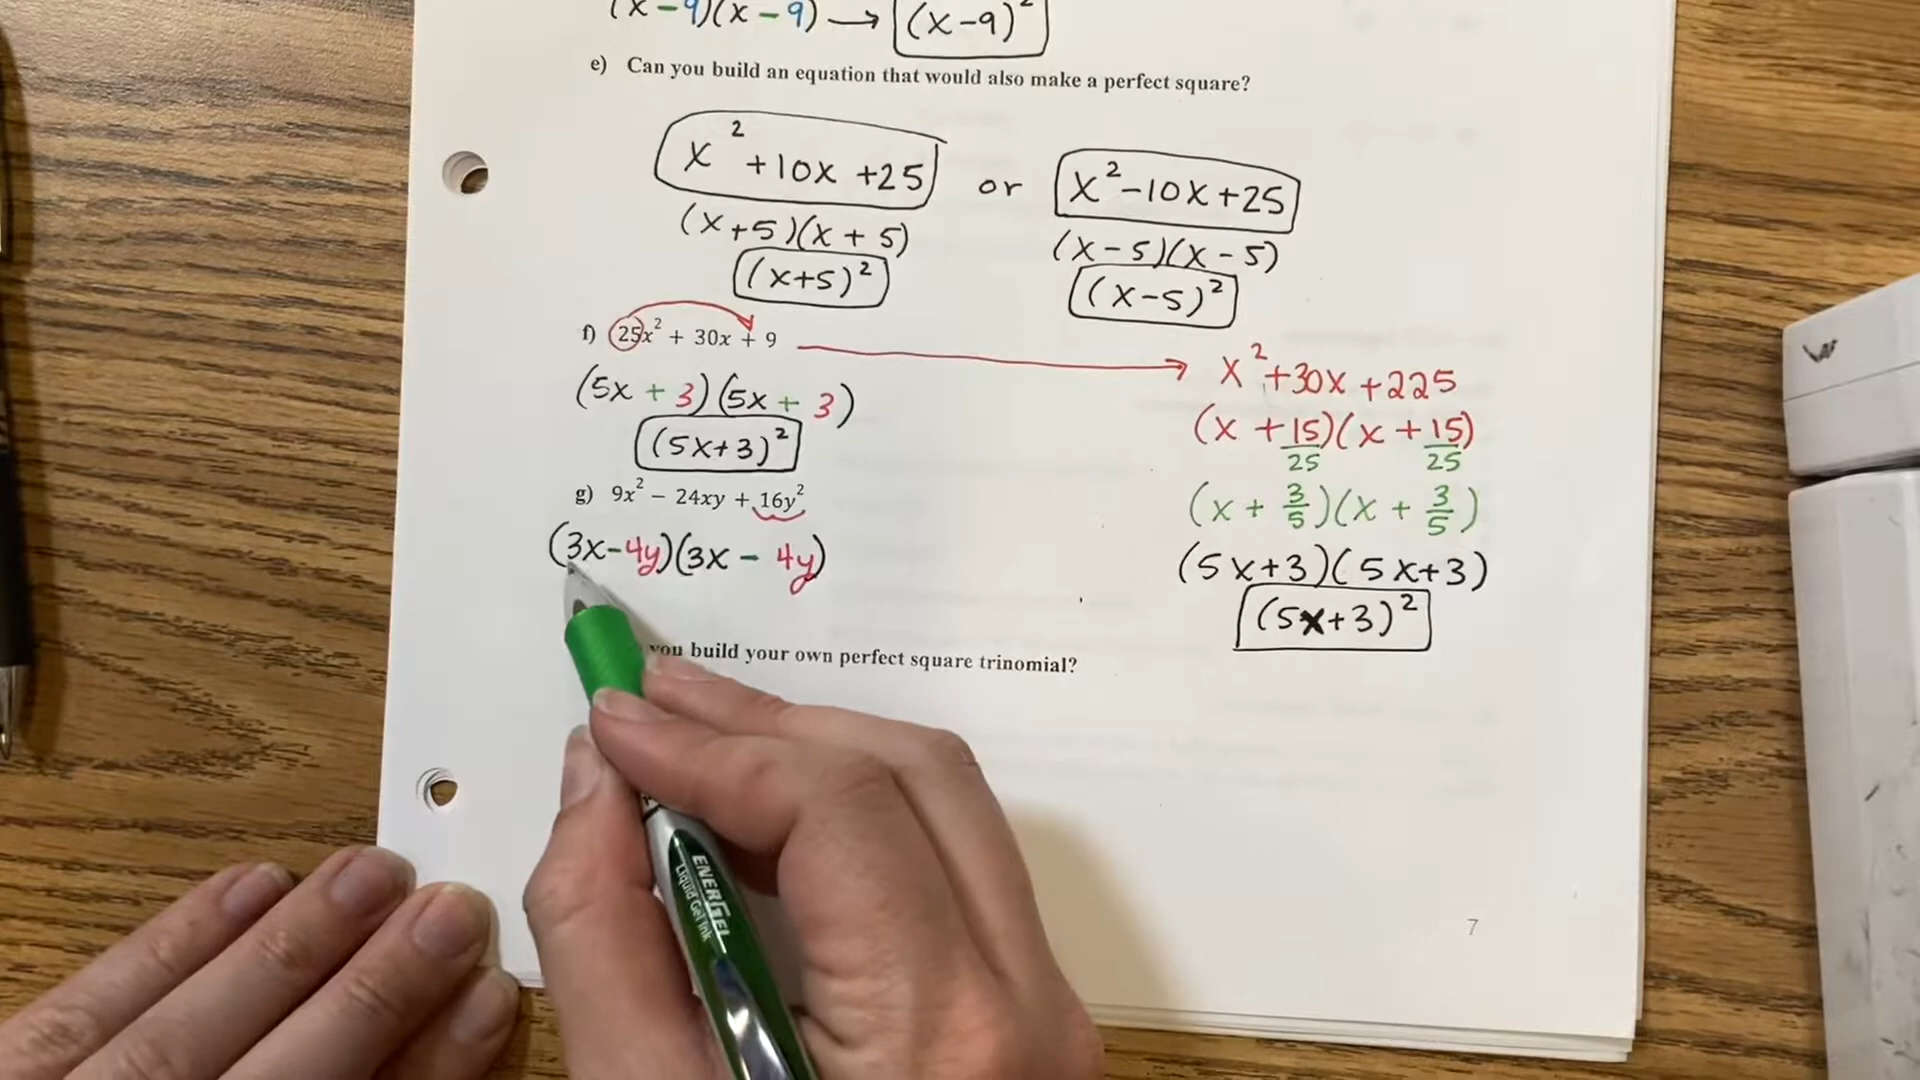 (x-9)(x-9) → (x-9)²
e) Can you build an equation that would also make a perfect square?
x² +10x +25 or x²-10x+25
(x+5)(x+5) (x-5)(x-5)
(x+5)² (x-5)²
f) 25x² + 30x + 9 → x²+30x+225
(5x + 3)(5x + 3) (x + 15/25)(x + 15/25)
(5x+3)² (x + 3/5)(x + 3/5)
g) 9x² − 24xy + 16y²
(3x-4y)(3x - 4y) (5x+3)(5x+3)
(5x+3)²
you build your own perfect square trinomial?
ENERGEL
Liquid Gel Ink
7